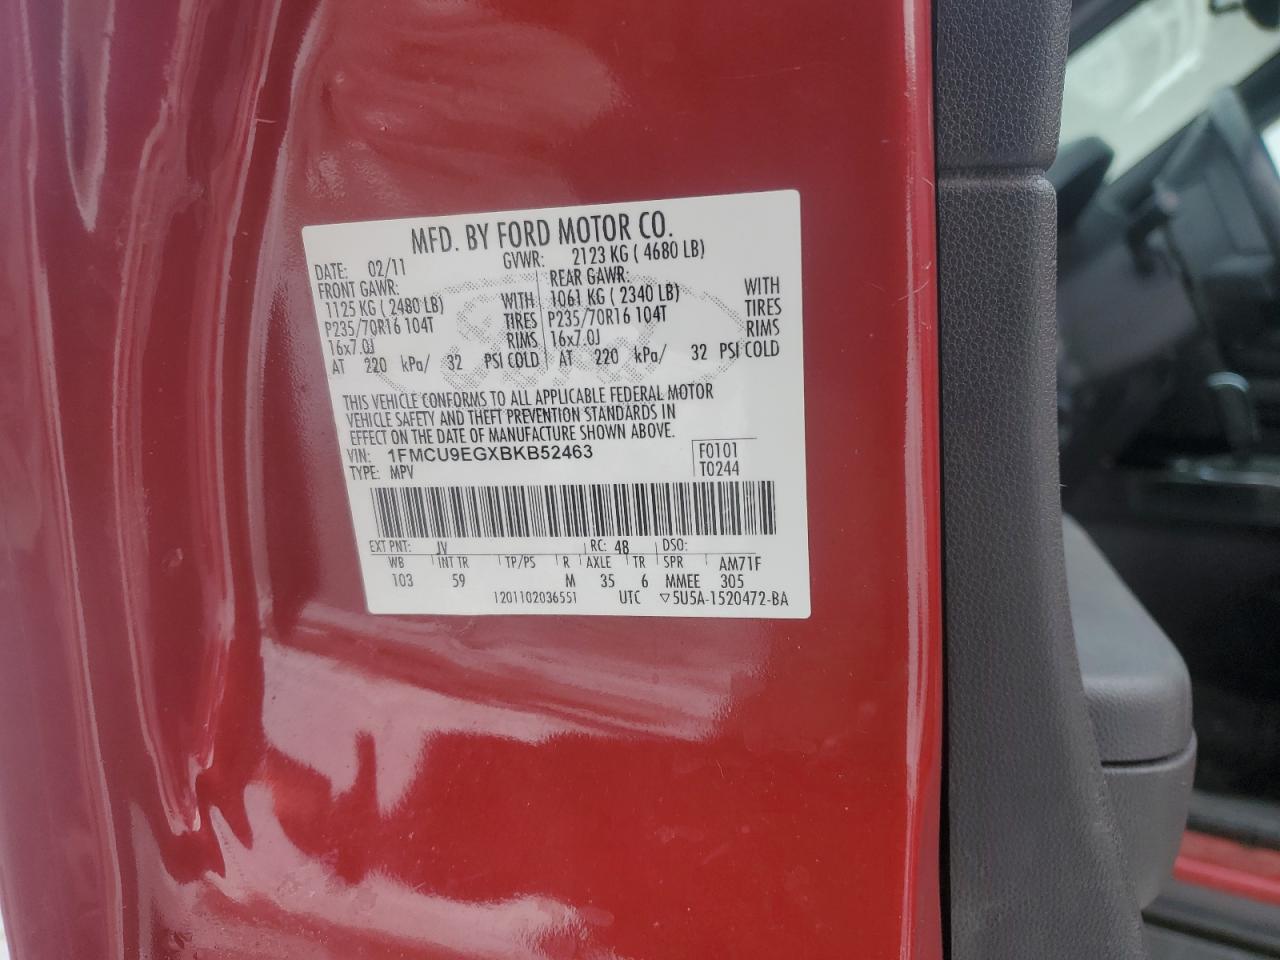 MFD. BY FORD MOTOR CO.
DATE: 02/11 GVWR: 2123 KG ( 4680 LB)
FRONT GAWR: REAR GAWR:
1125 KG ( 2480 LB) WITH 1061 KG ( 2340 LB) WITH
P235/70R16 104T TIRES P235/70R16 104T TIRES
16x7.0J RIMS 16x7.0J RIMS
AT 220 kPa/ 32 PSI COLD AT 220 kPa/ 32 PSI COLD
THIS VEHICLE CONFORMS TO ALL APPLICABLE FEDERAL MOTOR
VEHICLE SAFETY AND THEFT PREVENTION STANDARDS IN
EFFECT ON THE DATE OF MANUFACTURE SHOWN ABOVE.
VIN: 1FMCU9EGXBKB52463 F0101
TYPE: MPV T0244
EXT PNT: JV RC: 48 DSO:
WB INT TR TP/PS R AXLE TR SPR AM71F
103 59 M 35 6 MMEE 305
1201102036551 UTC ▽5U5A-1520472-BA